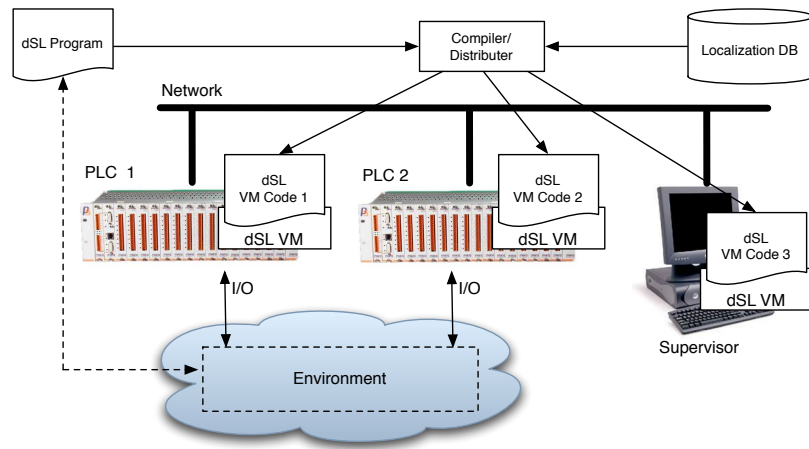 dSL Program
Compiler/
Distributer
Localization DB
Network
PLC 1
dSL
VM Code 1
dSL VM
PLC 2
dSL
VM Code 2
dSL VM
dSL
VM Code 3
dSL VM
I/O
I/O
Supervisor
Environment